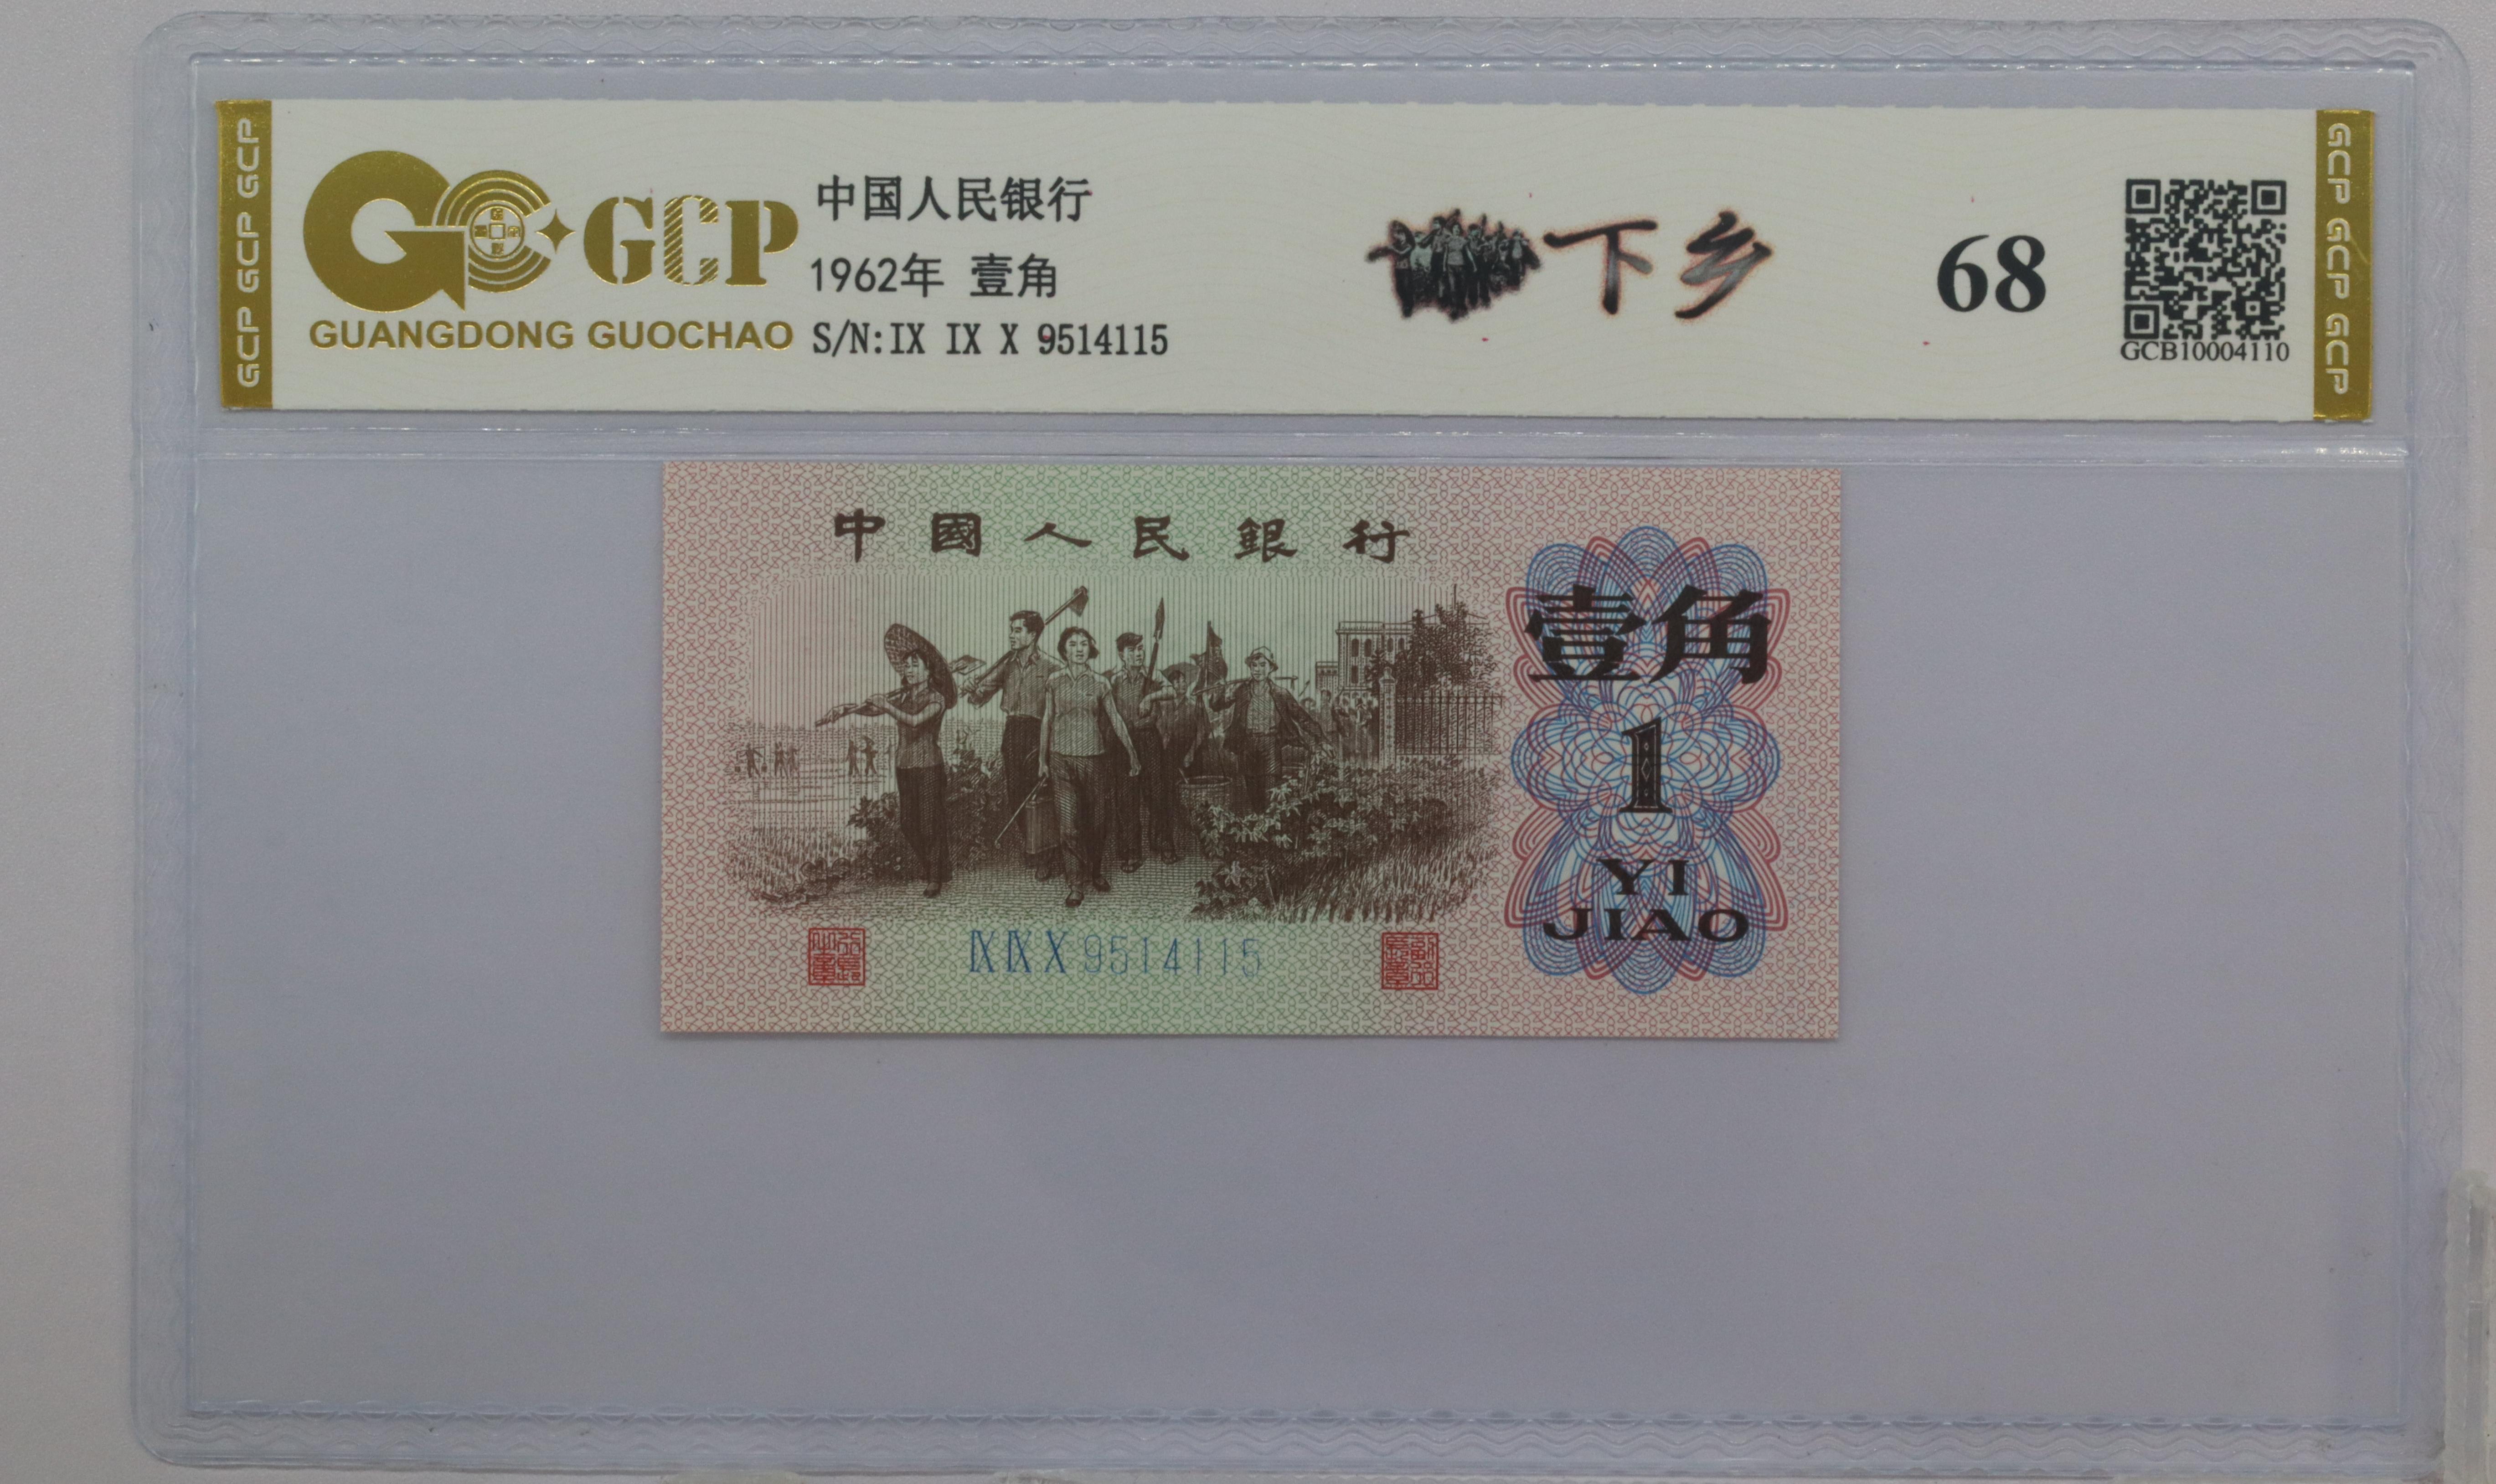 GCP GCP GCP
GCP
GUANGDONG GUOCHAO
中国人民银行
1962年 壹角
S/N:IX IX X 9514115
下乡
68
GCB10004110
GCP GCP GCP
中國人民銀行
壹角
1
YI
JIAO
IX IX X 9514115